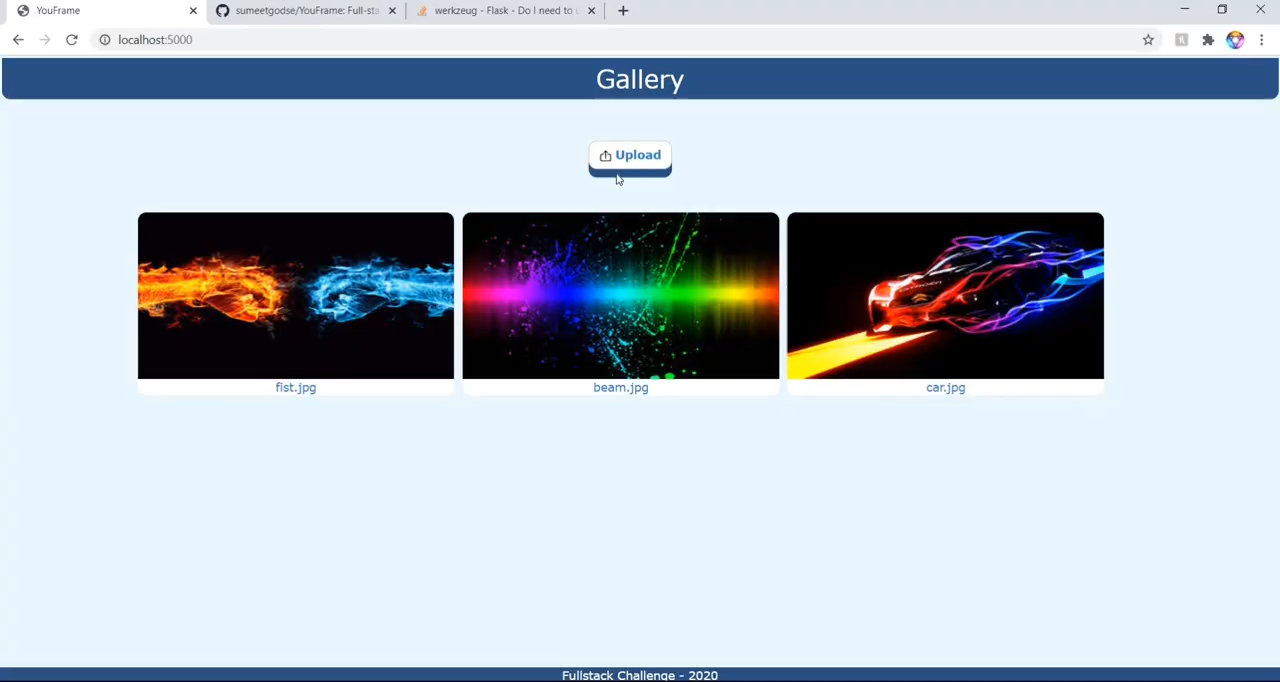 YouFrame
sumeetgodse/YouFrame: Full-sta
werkzeug - Flask - Do I need to
localhost:5000
Gallery
Upload
fist.jpg
beam.jpg
car.jpg
Fullstack Challenge - 2020